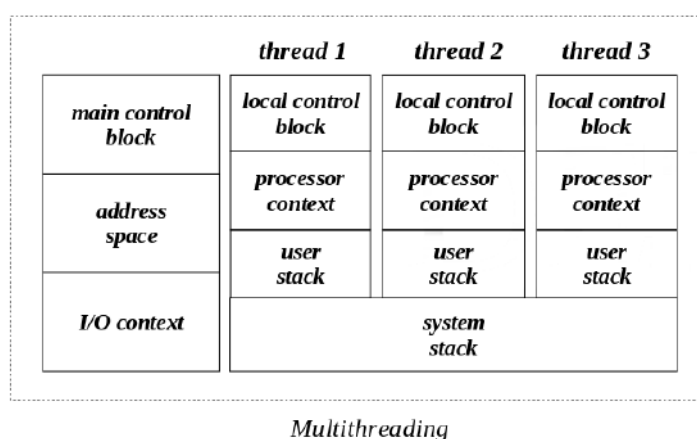 thread 1
thread 2
thread 3
main control
block
address
space
I/O context
local control
block
processor
context
user
stack
local control
block
processor
context
user
stack
local control
block
processor
context
user
stack
system
stack
Multithreading